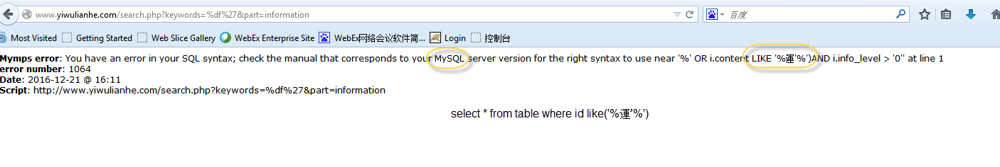 www.yiwulianhe.com/search.php?keywords=%df%27&part=information
百度
Most Visited Getting Started Web Slice Gallery WebEx Enterprise Site WebEx网络会议软件简... Login 控制台
Mymps error: You have an error in your SQL syntax; check the manual that corresponds to your MySQL server version for the right syntax to use near '%' OR i.content LIKE '%運'%')AND i.info_level > '0'' at line 1
error number: 1064
Date: 2016-12-21 @ 16:11
Script: http://www.yiwulianhe.com/search.php?keywords=%df%27&part=information
select * from table where id like('%運'%')